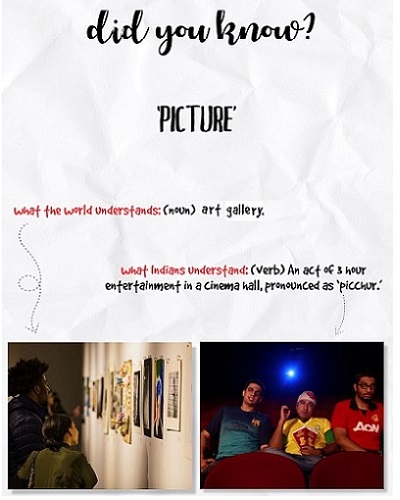 did you know?
'PICTURE'
what the world understands: (noun) art gallery.
what Indians understand: (verb) An act of 3 hour
entertainment in a cinema hall, pronounced as 'picchur.'
AON